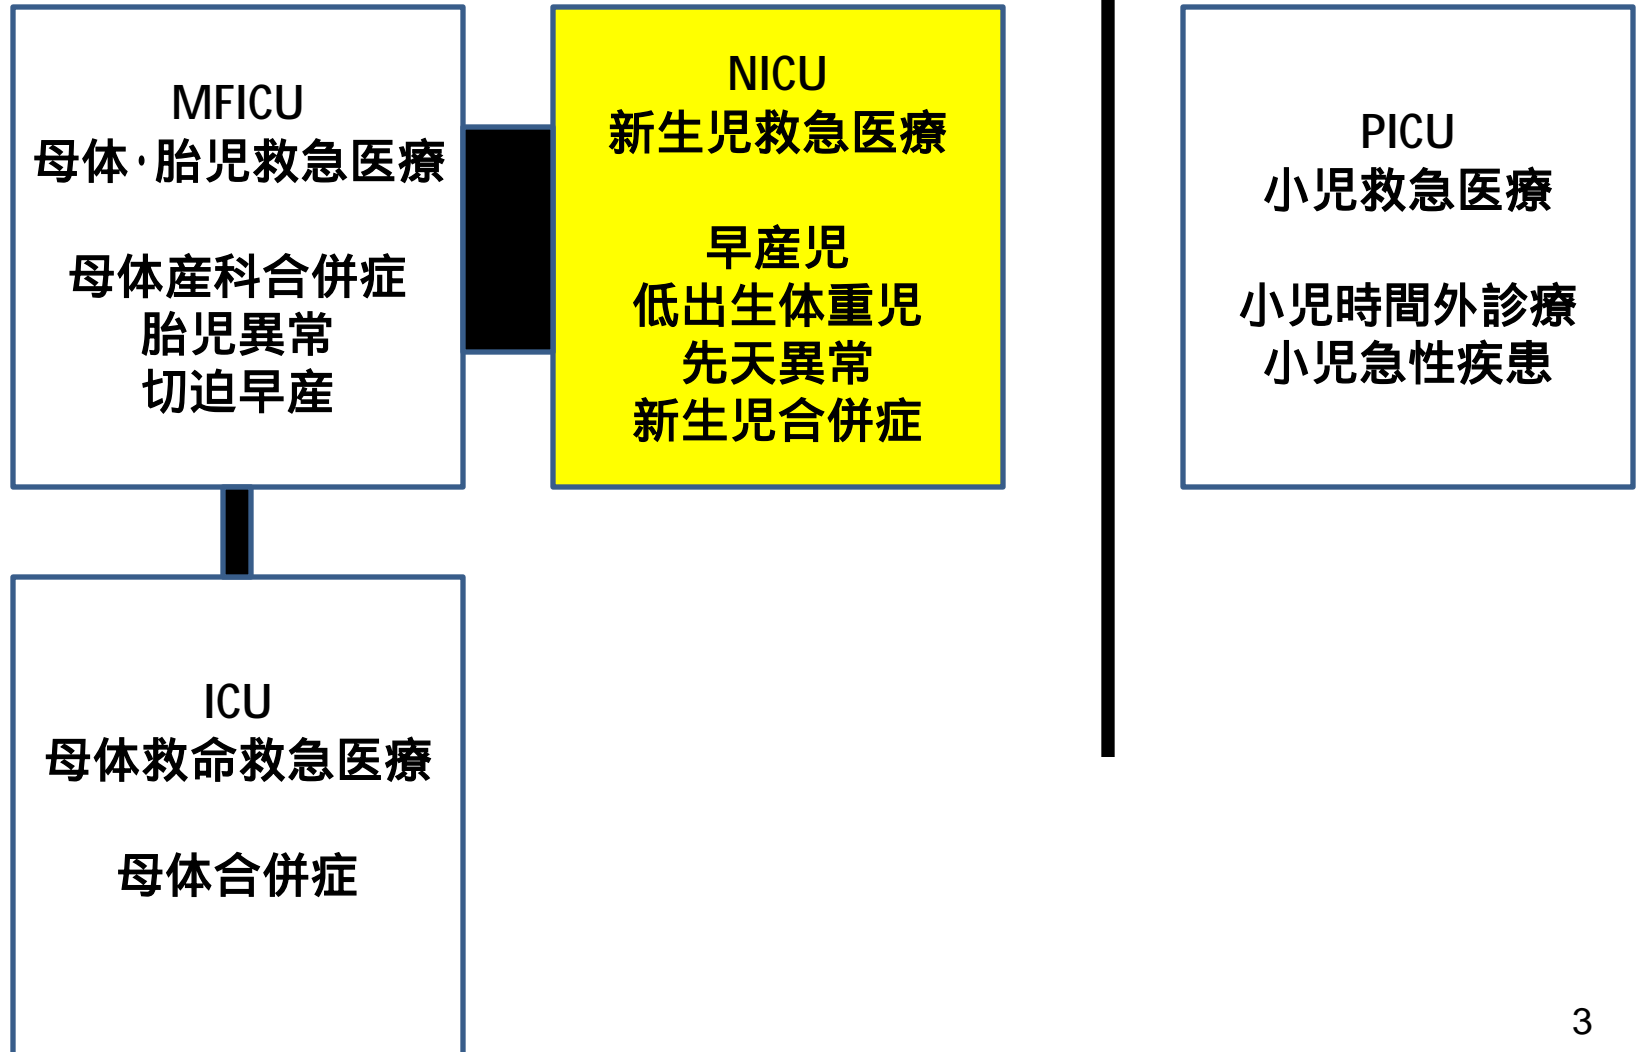 MFICU
母体・胎児救急医療
母体産科合併症
胎児異常
切迫早産
NICU
新生児救急医療
早産児
低出生体重児
先天異常
新生児合併症
PICU
小児救急医療
小児時間外診療
小児急性疾患
ICU
母体救命救急医療
母体合併症
3